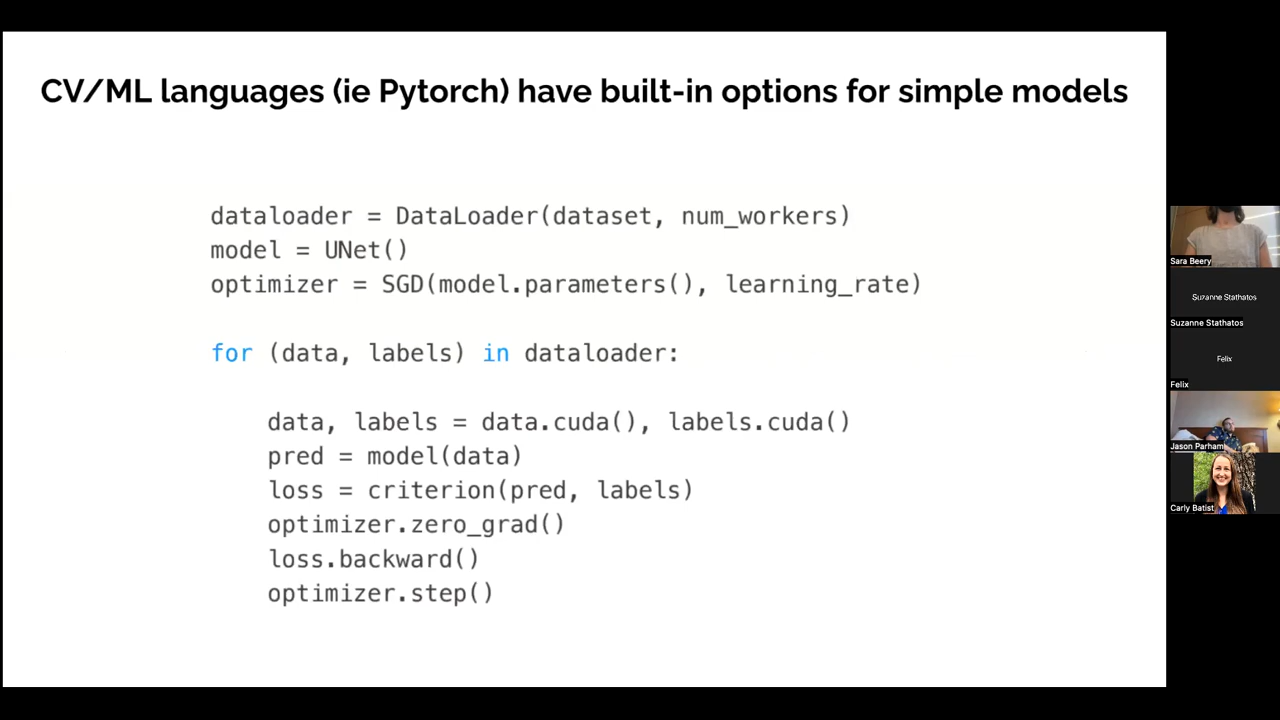 CV/ML languages (ie Pytorch) have built-in options for simple models
dataloader = DataLoader(dataset, num_workers)
model = UNet()
optimizer = SGD(model.parameters(), learning_rate)
for (data, labels) in dataloader:
data, labels = data.cuda(), labels.cuda()
pred = model(data)
loss = criterion(pred, labels)
optimizer.zero_grad()
loss.backward()
optimizer.step()
Sara Beery
Suzanne Stathatos
Suzanne Stathatos
Felix
Felix
Jason Parham
Carly Batist